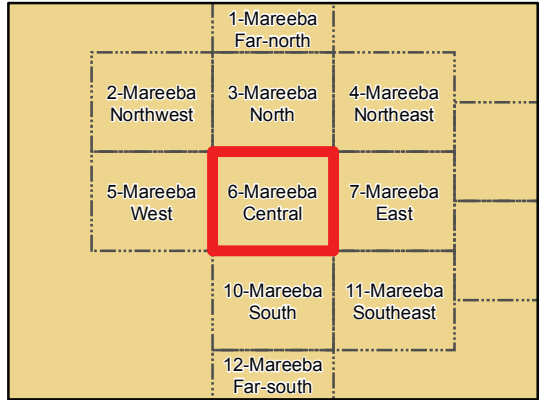 1-Mareeba
Far-north
2-Mareeba
Northwest
3-Mareeba
North
4-Mareeba
Northeast
5-Mareeba
West
6-Mareeba
Central
7-Mareeba
East
10-Mareeba
South
11-Mareeba
Southeast
12-Mareeba
Far-south